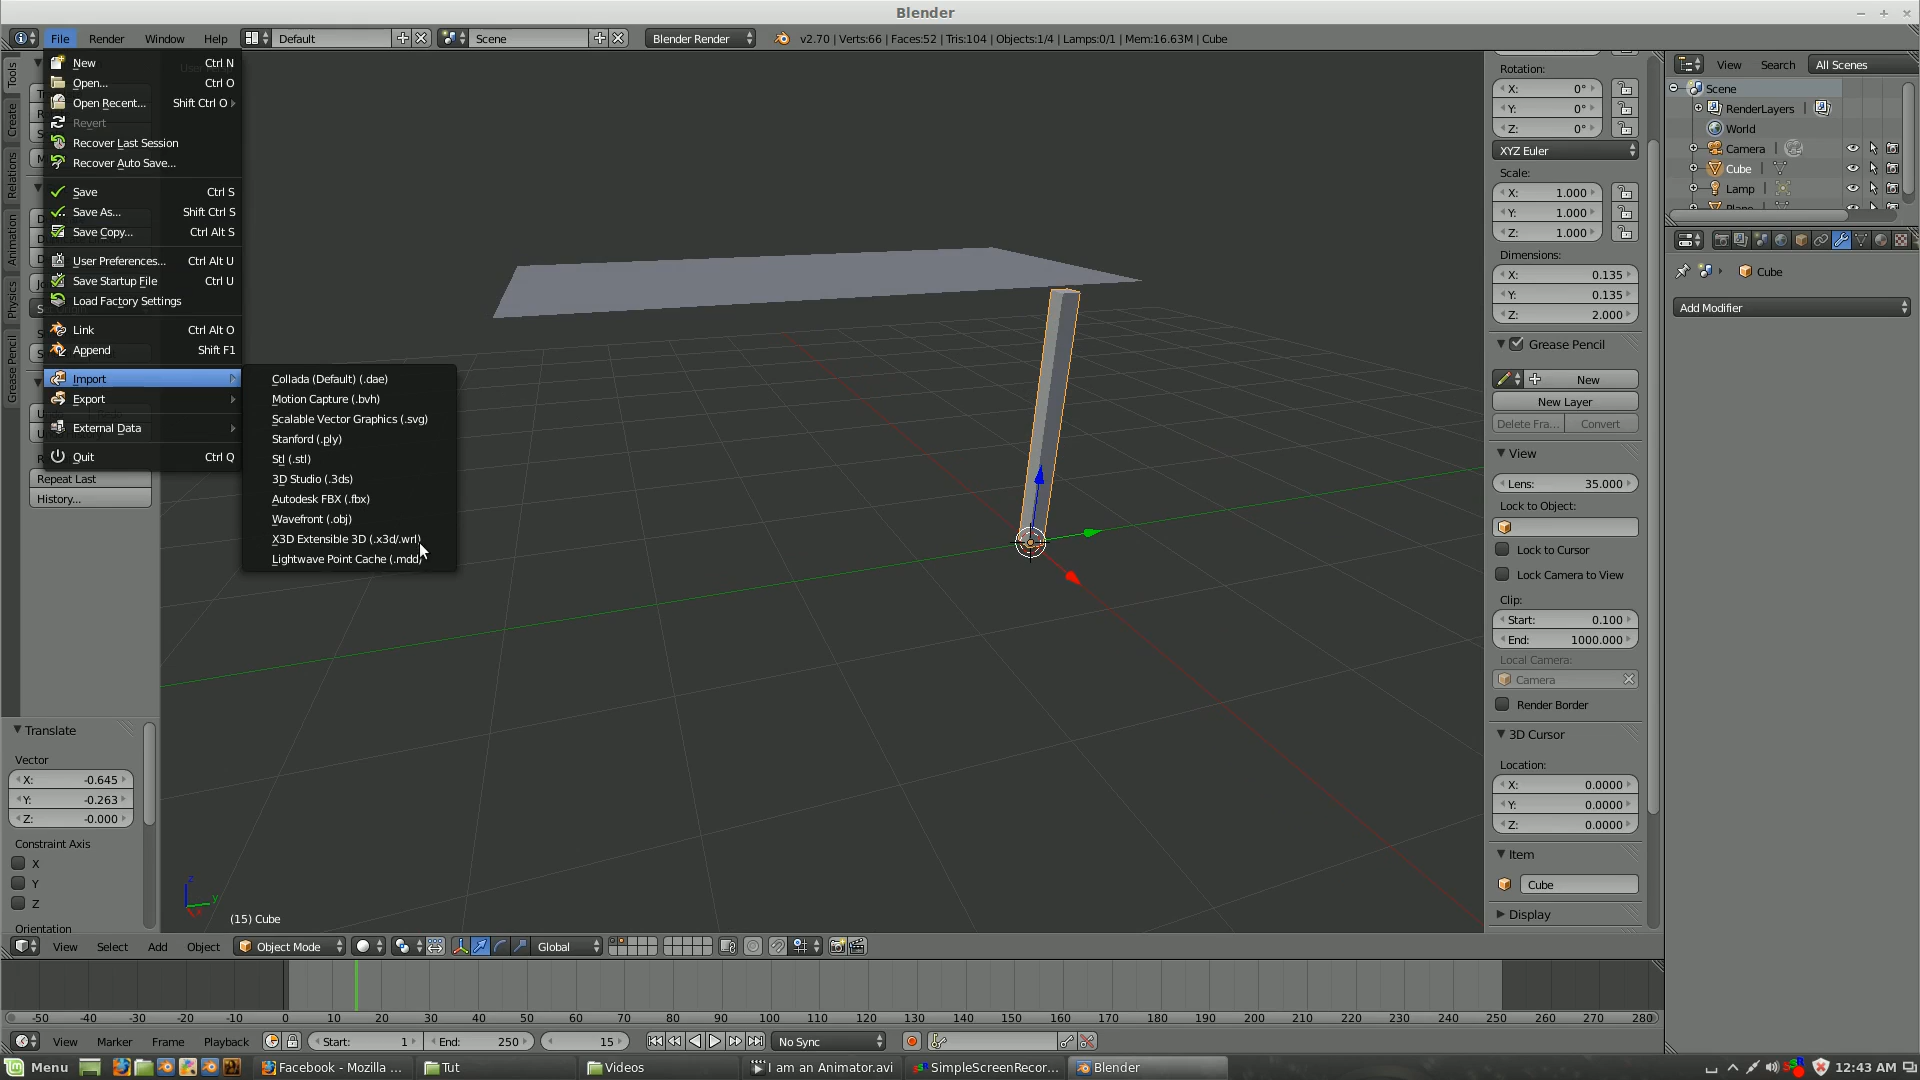 Blender
File Render Window Help Default Scene Blender Render v2.70 | Verts:66 | Faces:52 | Tris:104 | Objects:1/4 | Lamps:0/1 | Mem:16.63M | Cube
New Ctrl N
Open... Ctrl O
Open Recent... Shift Ctrl O
Revert
Recover Last Session
Recover Auto Save...
Save Ctrl S
Save As... Shift Ctrl S
Save Copy... Ctrl Alt S
User Preferences... Ctrl Alt U
Save Startup File Ctrl U
Load Factory Settings
Link Ctrl Alt O
Append Shift F1
Import
Export
External Data
Quit Ctrl Q
Collada (Default) (.dae)
Motion Capture (.bvh)
Scalable Vector Graphics (.svg)
Stanford (.ply)
Stl (.stl)
3D Studio (.3ds)
Autodesk FBX (.fbx)
Wavefront (.obj)
X3D Extensible 3D (.x3d/.wrl)
Lightwave Point Cache (.mdd)
Tools
Create
Relations
Animation
Physics
Grease Pencil
Repeat Last
History...
Translate
Vector
X: -0.645
Y: -0.263
Z: -0.000
Constraint Axis
X
Y
Z
Orientation
z
y
x
(15) Cube
Rotation:
X: 0°
Y: 0°
Z: 0°
XYZ Euler
Scale:
X: 1.000
Y: 1.000
Z: 1.000
Dimensions:
X: 0.135
Y: 0.135
Z: 2.000
Grease Pencil
New
New Layer
Delete Fra... Convert
View
Lens: 35.000
Lock to Object:
Lock to Cursor
Lock Camera to View
Clip:
Start: 0.100
End: 1000.000
Local Camera:
Camera
Render Border
3D Cursor
Location:
X: 0.0000
Y: 0.0000
Z: 0.0000
Item
Cube
Display
View Search All Scenes
Scene
RenderLayers
World
Camera
Cube
Lamp
Plane
Cube
Add Modifier
View Select Add Object Object Mode Global
-50 -40 -30 -20 -10 0 10 20 30 40 50 60 70 80 90 100 110 120 130 140 150 160 170 180 190 200 210 220 230 240 250 260 270 280
View Marker Frame Playback Start: 1 End: 250 15 No Sync
Menu Facebook - Mozilla ... Tut Videos I am an Animator.avi SimpleScreenRecor... Blender 12:43 AM